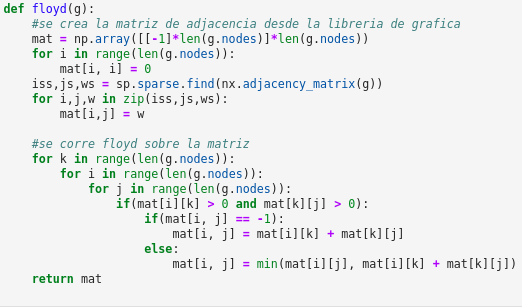 def floyd(g):
    #se crea la matriz de adjacencia desde la libreria de grafica
    mat = np.array([[-1]*len(g.nodes)]*len(g.nodes))
    for i in range(len(g.nodes)):
        mat[i, i] = 0
    iss,js,ws = sp.sparse.find(nx.adjacency_matrix(g))
    for i,j,w in zip(iss,js,ws):
        mat[i,j] = w

    #se corre floyd sobre la matriz
    for k in range(len(g.nodes)):
        for i in range(len(g.nodes)):
            for j in range(len(g.nodes)):
                if(mat[i][k] > 0 and mat[k][j] > 0):
                    if(mat[i, j] == -1):
                        mat[i, j] = mat[i][k] + mat[k][j]
                    else:
                        mat[i, j] = min(mat[i][j], mat[i][k] + mat[k][j])
    return mat